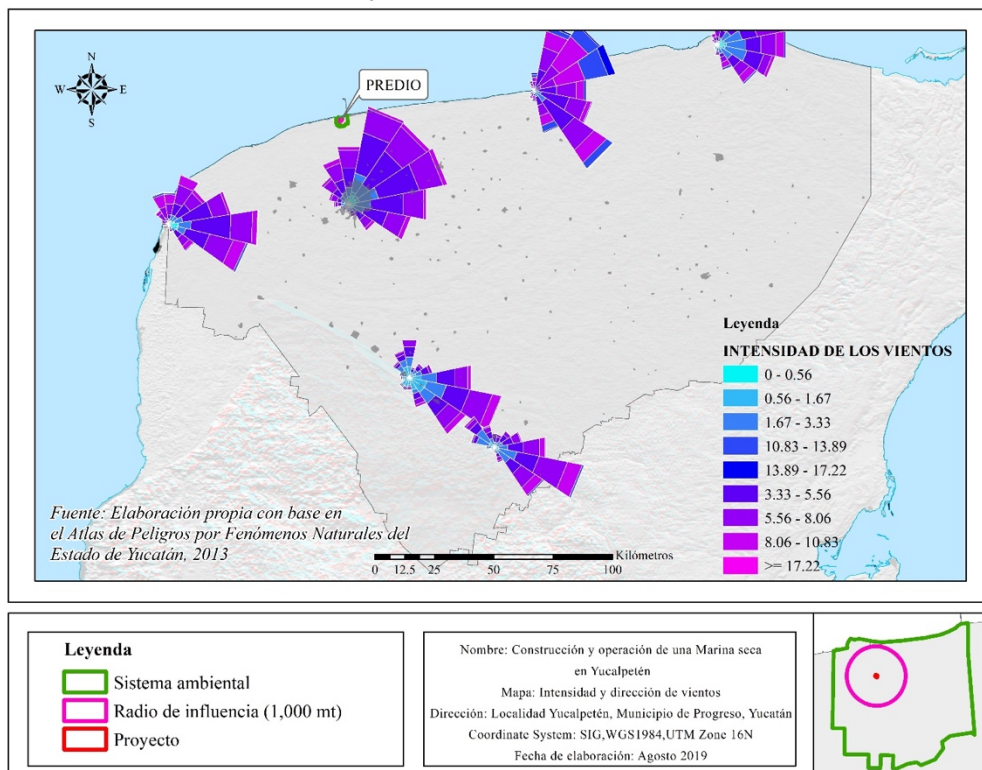 N
W E
S
PREDIO
Leyenda
INTENSIDAD DE LOS VIENTOS
0 - 0.56
0.56 - 1.67
1.67 - 3.33
10.83 - 13.89
13.89 - 17.22
3.33 - 5.56
5.56 - 8.06
8.06 - 10.83
>= 17.22
Fuente: Elaboración propia con base en
el Atlas de Peligros por Fenómenos Naturales del
Estado de Yucatán, 2013
Kilómetros
0 12.5 25 50 75 100
Leyenda
Sistema ambiental
Radio de influencia (1,000 mt)
Proyecto
Nombre: Construcción y operación de una Marina seca
en Yucalpetén
Mapa: Intensidad y dirección de vientos
Dirección: Localidad Yucalpetén, Municipio de Progreso, Yucatán
Coordinate System: SIG,WGS1984,UTM Zone 16N
Fecha de elaboración: Agosto 2019